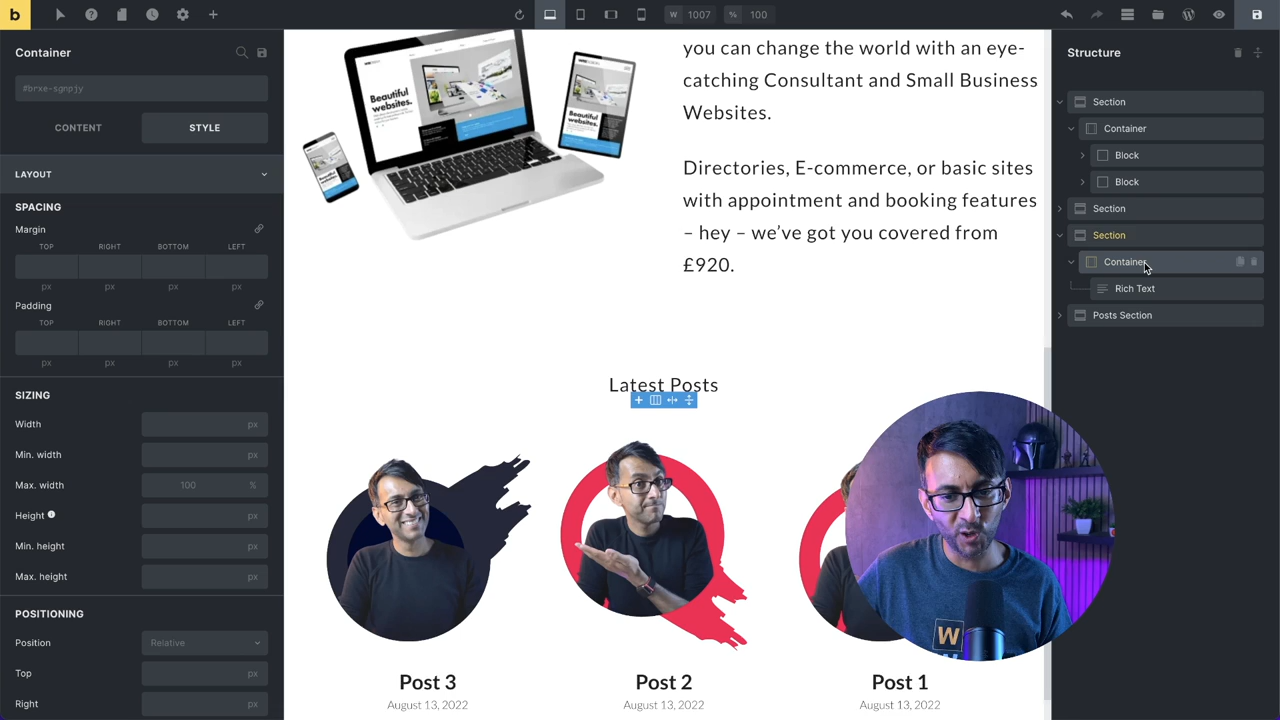 b
W 1007 % 100
Container
#brxe-sgnpjy
CONTENT STYLE
LAYOUT
SPACING
Margin
TOP RIGHT BOTTOM LEFT
px px px px
Padding
TOP RIGHT BOTTOM LEFT
px px px px
SIZING
Width px
Min. width px
Max. width 100 %
Height px
Min. height px
Max. height px
POSITIONING
Position Relative
Top px
Right px
Beautiful
websites.
Beautiful
websites.
you can change the world with an eye-
catching Consultant and Small Business
Websites.
Directories, E-commerce, or basic sites
with appointment and booking features
– hey – we’ve got you covered from
£920.
Latest Posts
Post 3
August 13, 2022
Post 2
August 13, 2022
Post 1
August 13, 2022
W
Structure
Section
Container
Block
Block
Section
Section
Container
Rich Text
Posts Section